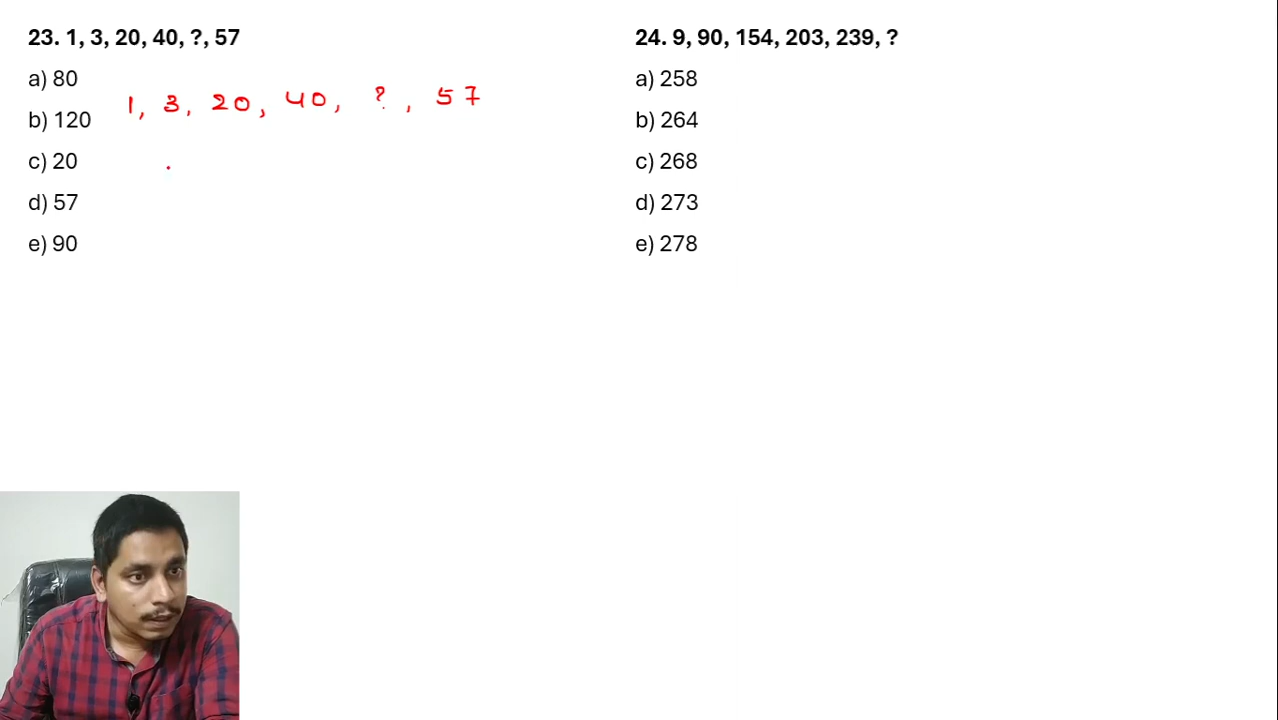 23. 1, 3, 20, 40, ?, 57
a) 80
b) 120
c) 20
d) 57
e) 90
1, 3, 20, 40, ?, 57
24. 9, 90, 154, 203, 239, ?
a) 258
b) 264
c) 268
d) 273
e) 278